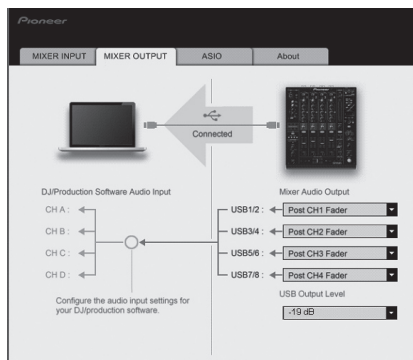 Pioneer
MIXER INPUT
MIXER OUTPUT
ASIO
About
Connected
DJ/Production Software Audio Input
Mixer Audio Output
CH A :
USB1/2 :
Post CH1 Fader
CH B :
USB3/4 :
Post CH2 Fader
CH C :
USB5/6 :
Post CH3 Fader
CH D :
USB7/8 :
Post CH4 Fader
Configure the audio input settings for
your DJ/production software.
USB Output Level
-19 dB